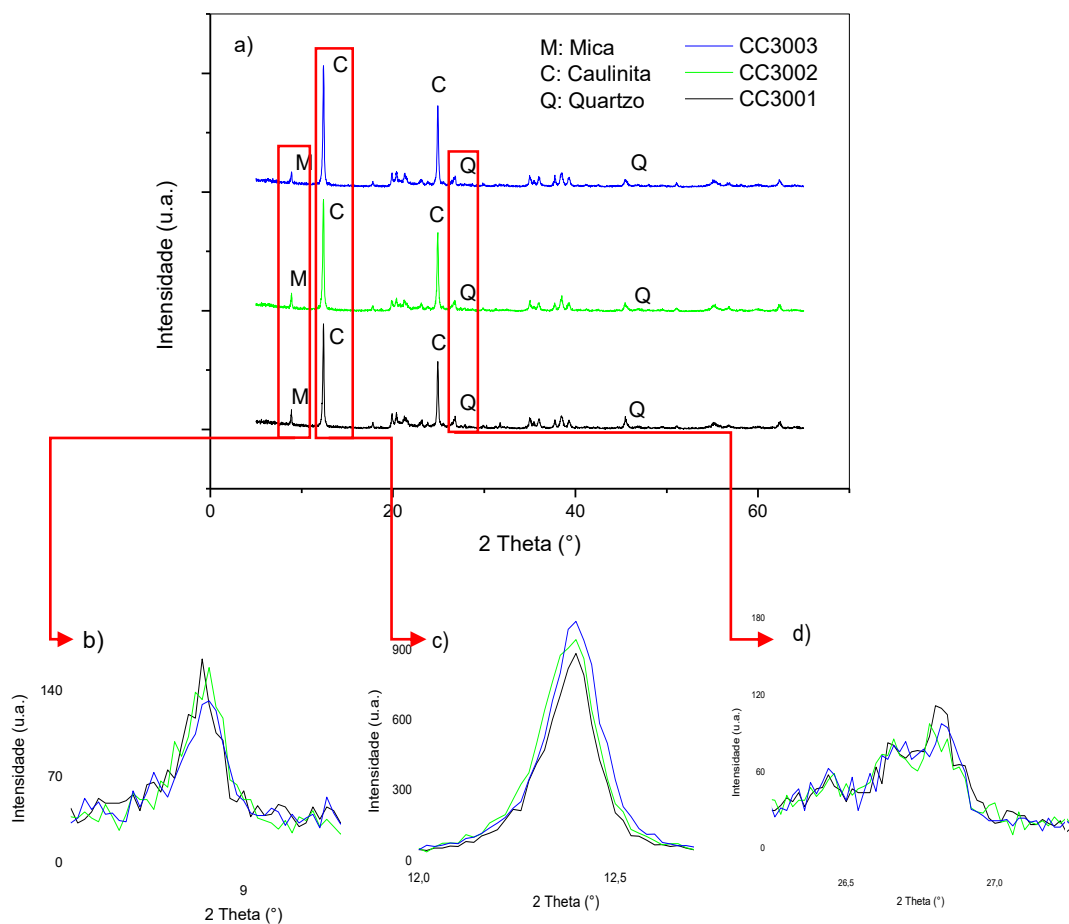 a)
M: Mica
C: Caulinita
Q: Quartzo
CC3003
CC3002
CC3001
Intensidade (u.a.)
M
C
C
Q
Q
M
C
C
Q
Q
M
C
C
Q
Q
0
20
40
60
2 Theta (°)
b)
Intensidade (u.a.)
140
70
0
9
2 Theta (°)
c)
Intensidade (u.a.)
900
600
300
0
12,0
12,5
2 Theta (°)
d)
Intensidade (u.a.)
180
120
60
0
26,5
27,0
2 Theta (°)